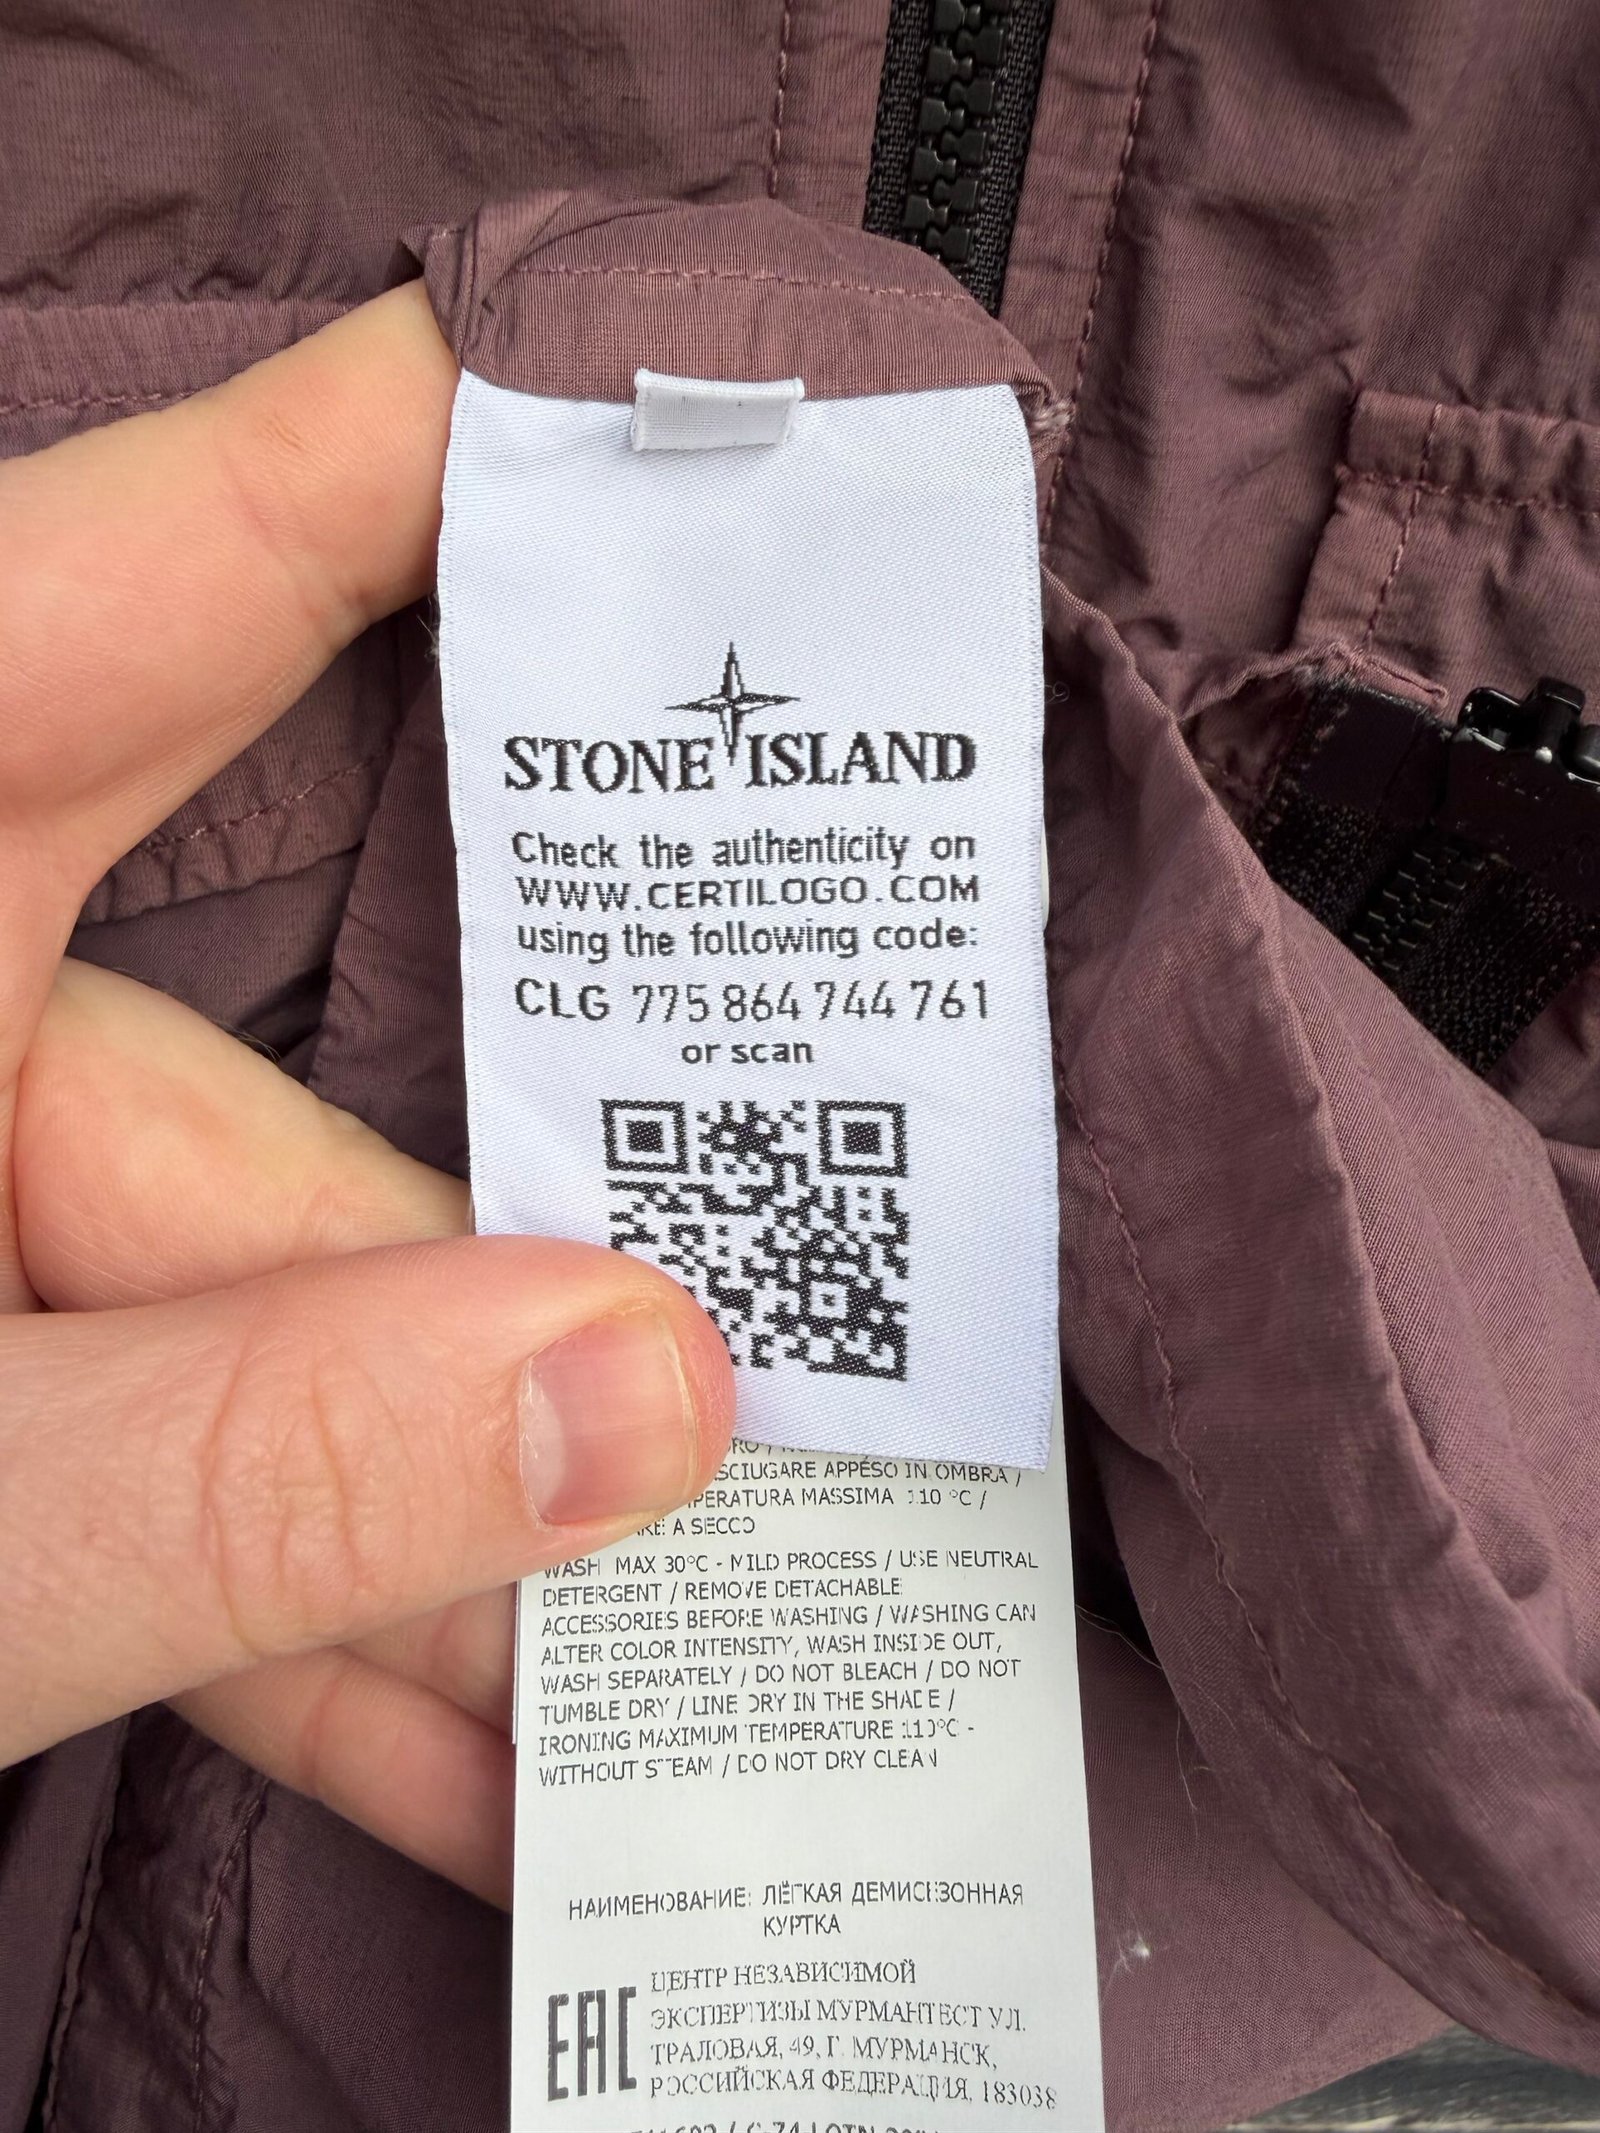 STONE ISLAND
Check the authenticity on
WWW.CERTILOGO.COM
using the following code:
CLG 775 864 744 761
or scan
SCIUGARE APPESO IN OMBRA /
PERATURA MASSIMA 110 °C /
A SECCO
WASH MAX 30°C - MILD PROCESS / USE NEUTRAL
DETERGENT / REMOVE DETACHABLE
ACCESSORIES BEFORE WASHING / WASHING CAN
ALTER COLOR INTENSITY, WASH INSIDE OUT,
WASH SEPARATELY / DO NOT BLEACH / DO NOT
TUMBLE DRY / LINE DRY IN THE SHADE /
IRONING MAXIMUM TEMPERATURE 110°C -
WITHOUT STEAM / DO NOT DRY CLEAN
НАИМЕНОВАНИЕ: ЛЁГКАЯ ДЕМИСЕЗОННАЯ
КУРТКА
EAC
ЦЕНТР НЕЗАВИСИМОЙ
ЭКСПЕРТИЗЫ МУРМАНТЕСТ УЛ.
ТРАЛОВАЯ, 49, Г. МУРМАНСК,
РОССИЙСКАЯ ФЕДЕРАЦИЯ, 183038